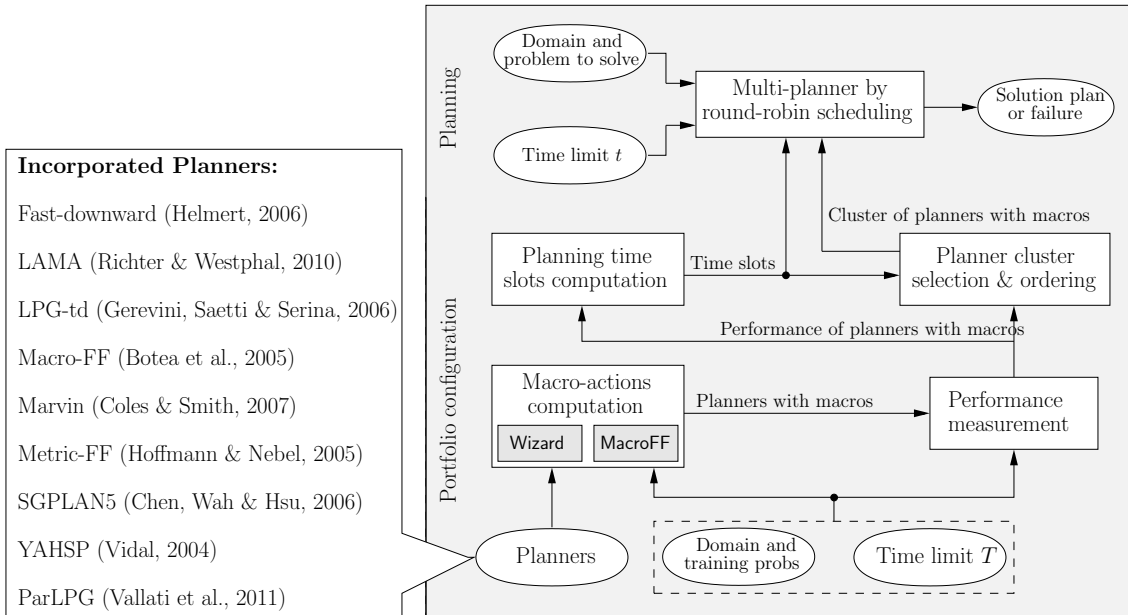 Incorporated Planners:
Fast-downward (Helmert, 2006)
LAMA (Richter & Westphal, 2010)
LPG-td (Gerevini, Saetti & Serina, 2006)
Macro-FF (Botea et al., 2005)
Marvin (Coles & Smith, 2007)
Metric-FF (Hoffmann & Nebel, 2005)
SGPLAN5 (Chen, Wah & Hsu, 2006)
YAHSP (Vidal, 2004)
ParLPG (Vallati et al., 2011)
Planning
Domain and
problem to solve
Time limit t
Multi-planner by
round-robin scheduling
Solution plan
or failure
Cluster of planners with macros
Portfolio configuration
Planning time
slots computation
Time slots
Planner cluster
selection & ordering
Performance of planners with macros
Macro-actions
computation
Wizard
MacroFF
Planners with macros
Performance
measurement
Planners
Domain and
training probs
Time limit T